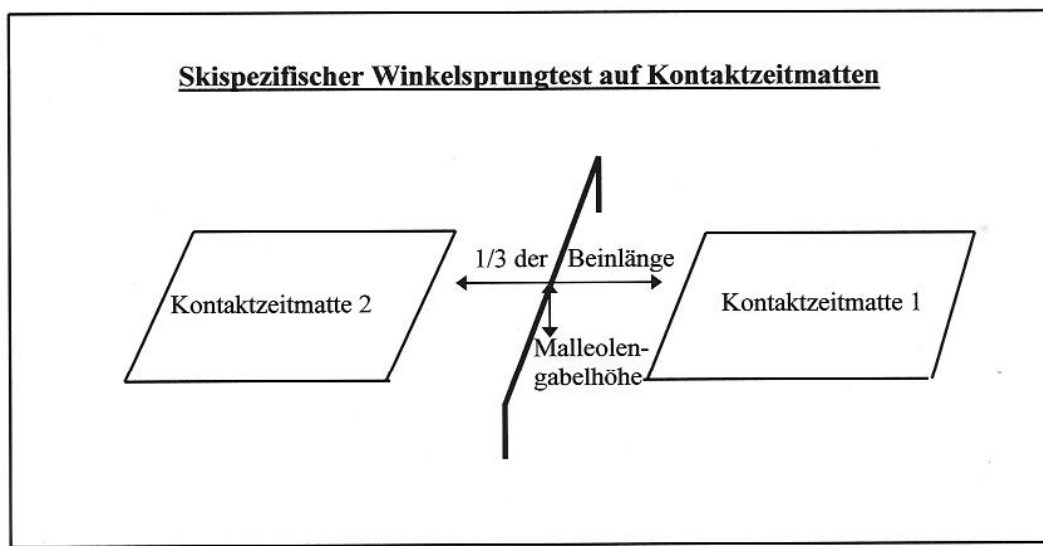 Skispezifischer Winkelsprungtest auf Kontaktzeitmatten
1/3 der Beinlänge
Kontaktzeitmatte 2
Kontaktzeitmatte 1
Malleolen-
gabelhöhe